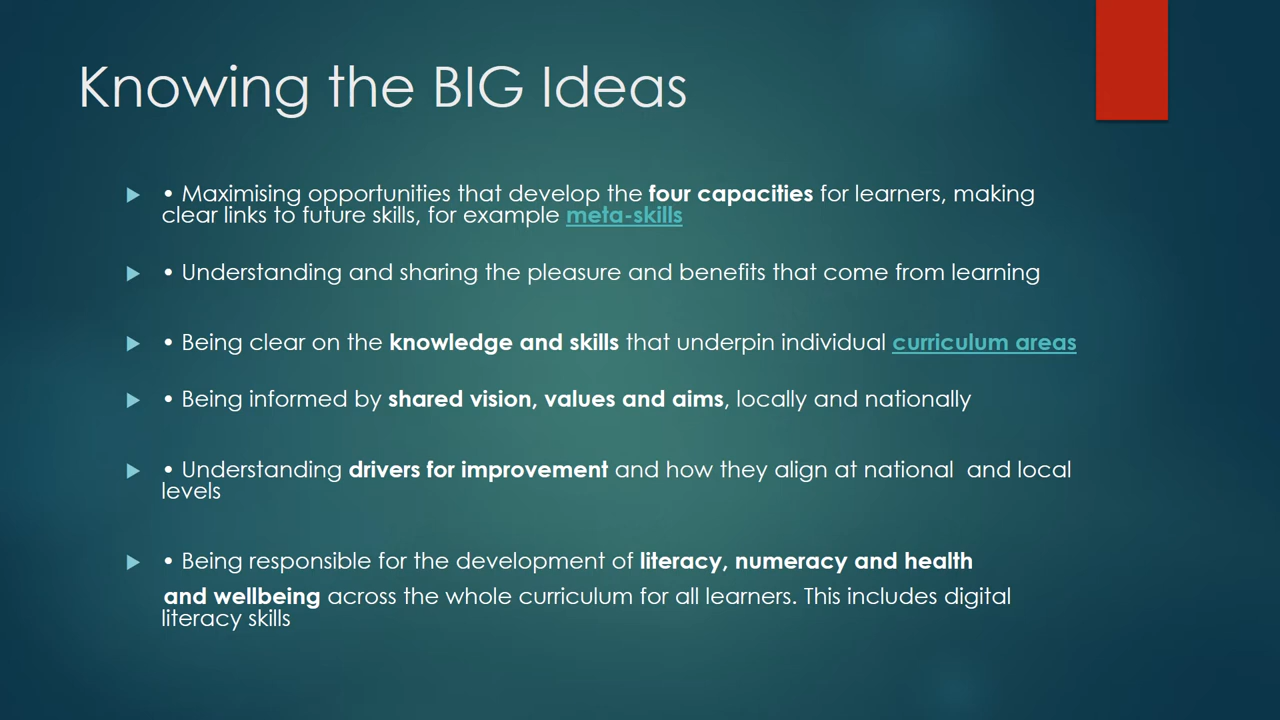 Knowing the BIG Ideas
• Maximising opportunities that develop the four capacities for learners, making
clear links to future skills, for example meta-skills
• Understanding and sharing the pleasure and benefits that come from learning
• Being clear on the knowledge and skills that underpin individual curriculum areas
• Being informed by shared vision, values and aims, locally and nationally
• Understanding drivers for improvement and how they align at national  and local
levels
• Being responsible for the development of literacy, numeracy and health
and wellbeing across the whole curriculum for all learners. This includes digital
literacy skills